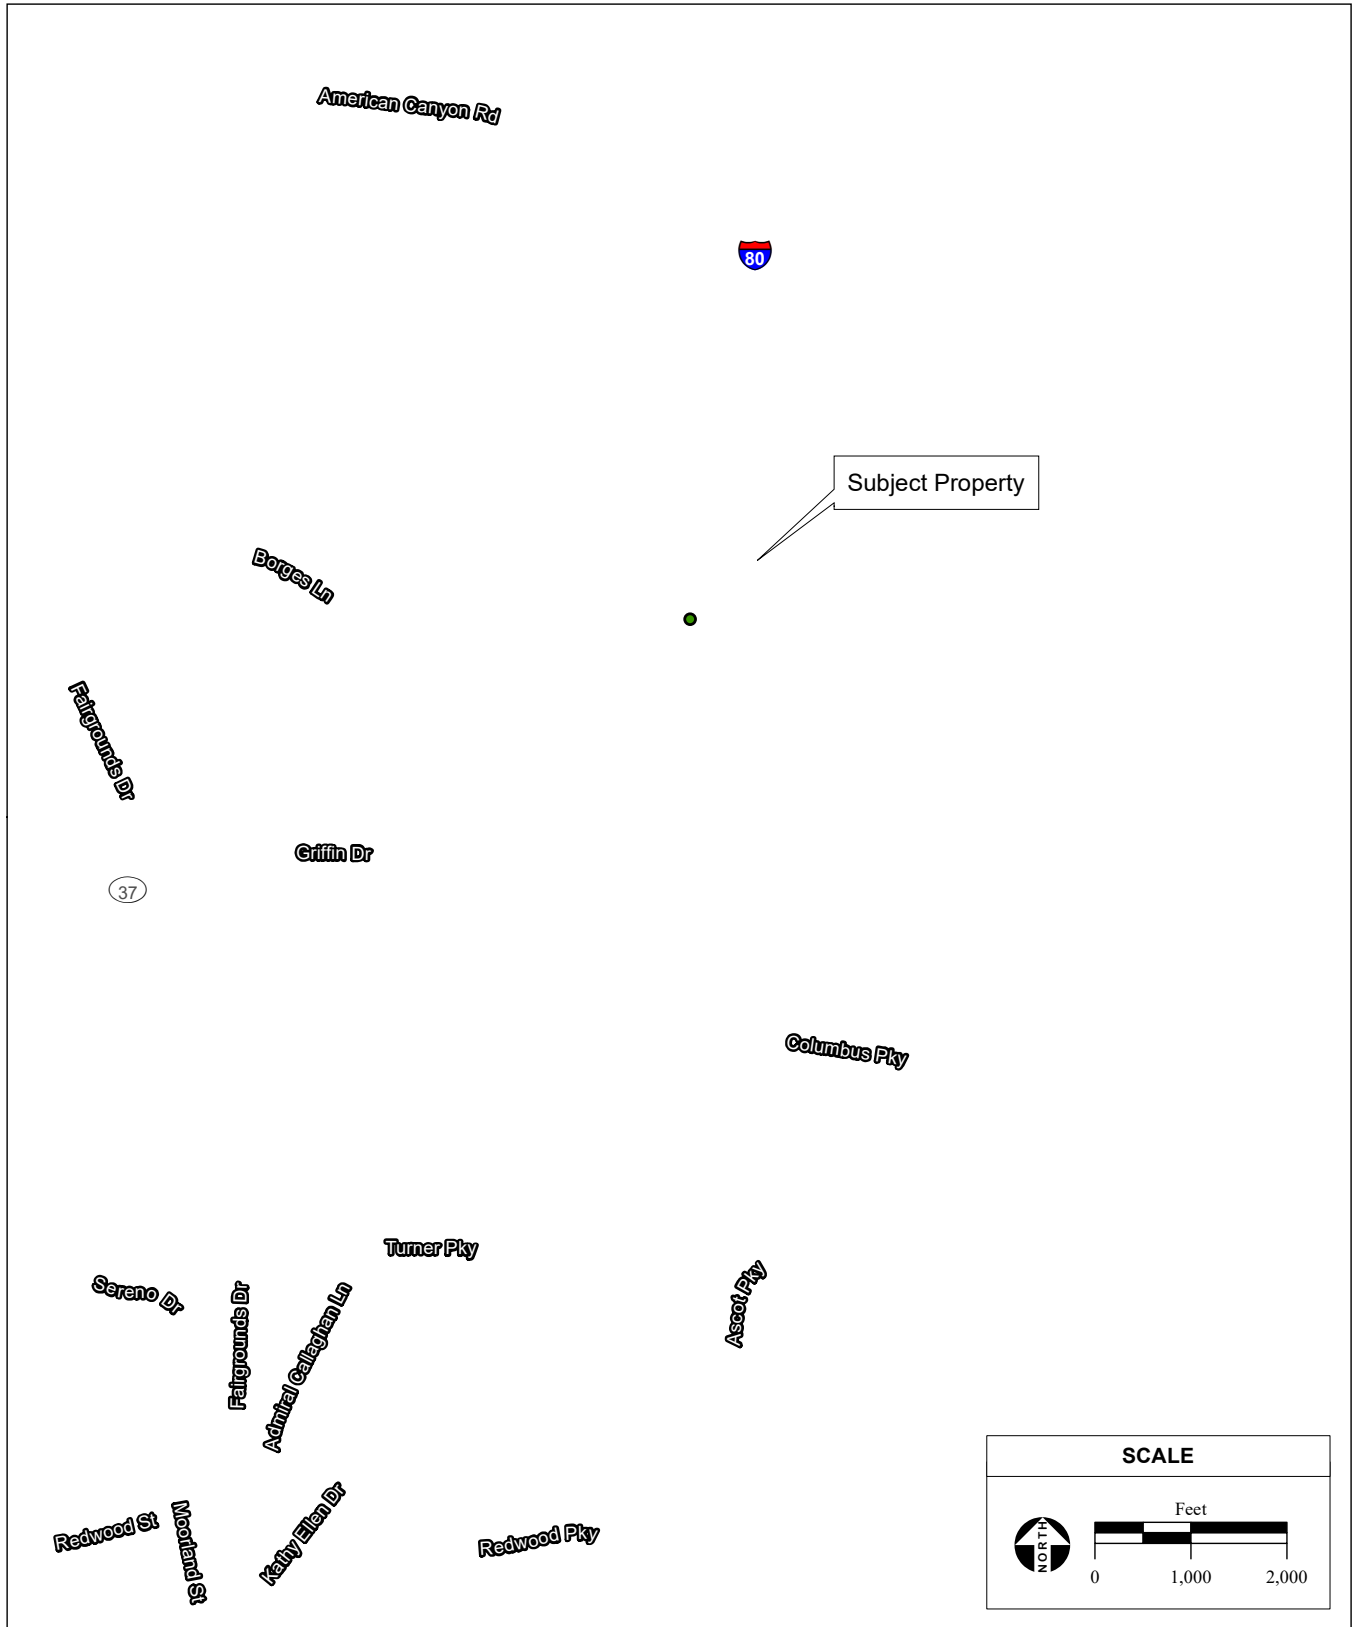 American Canyon Rd
80
Subject Property
Borges Ln
Fairgrounds Dr
Griffin Dr
37
Columbus Pky
Turner Pky
Sereno Dr
Fairgrounds Dr
Admiral Callaghan Ln
Ascot Pky
Redwood St
Moorland St
Kathy Ellen Dr
Redwood Pky
SCALE
Feet
NORTH
0 1,000 2,000